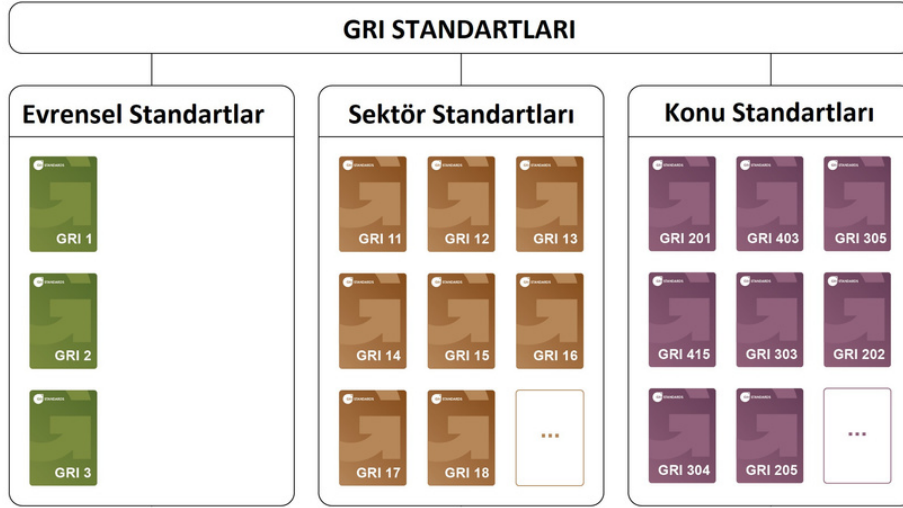 GRI STANDARTLARI
Evrensel Standartlar
GRI 1
GRI 2
GRI 3
Sektör Standartları
GRI 11
GRI 12
GRI 13
GRI 14
GRI 15
GRI 16
GRI 17
GRI 18
...
Konu Standartları
GRI 201
GRI 403
GRI 305
GRI 415
GRI 303
GRI 202
GRI 304
GRI 205
...